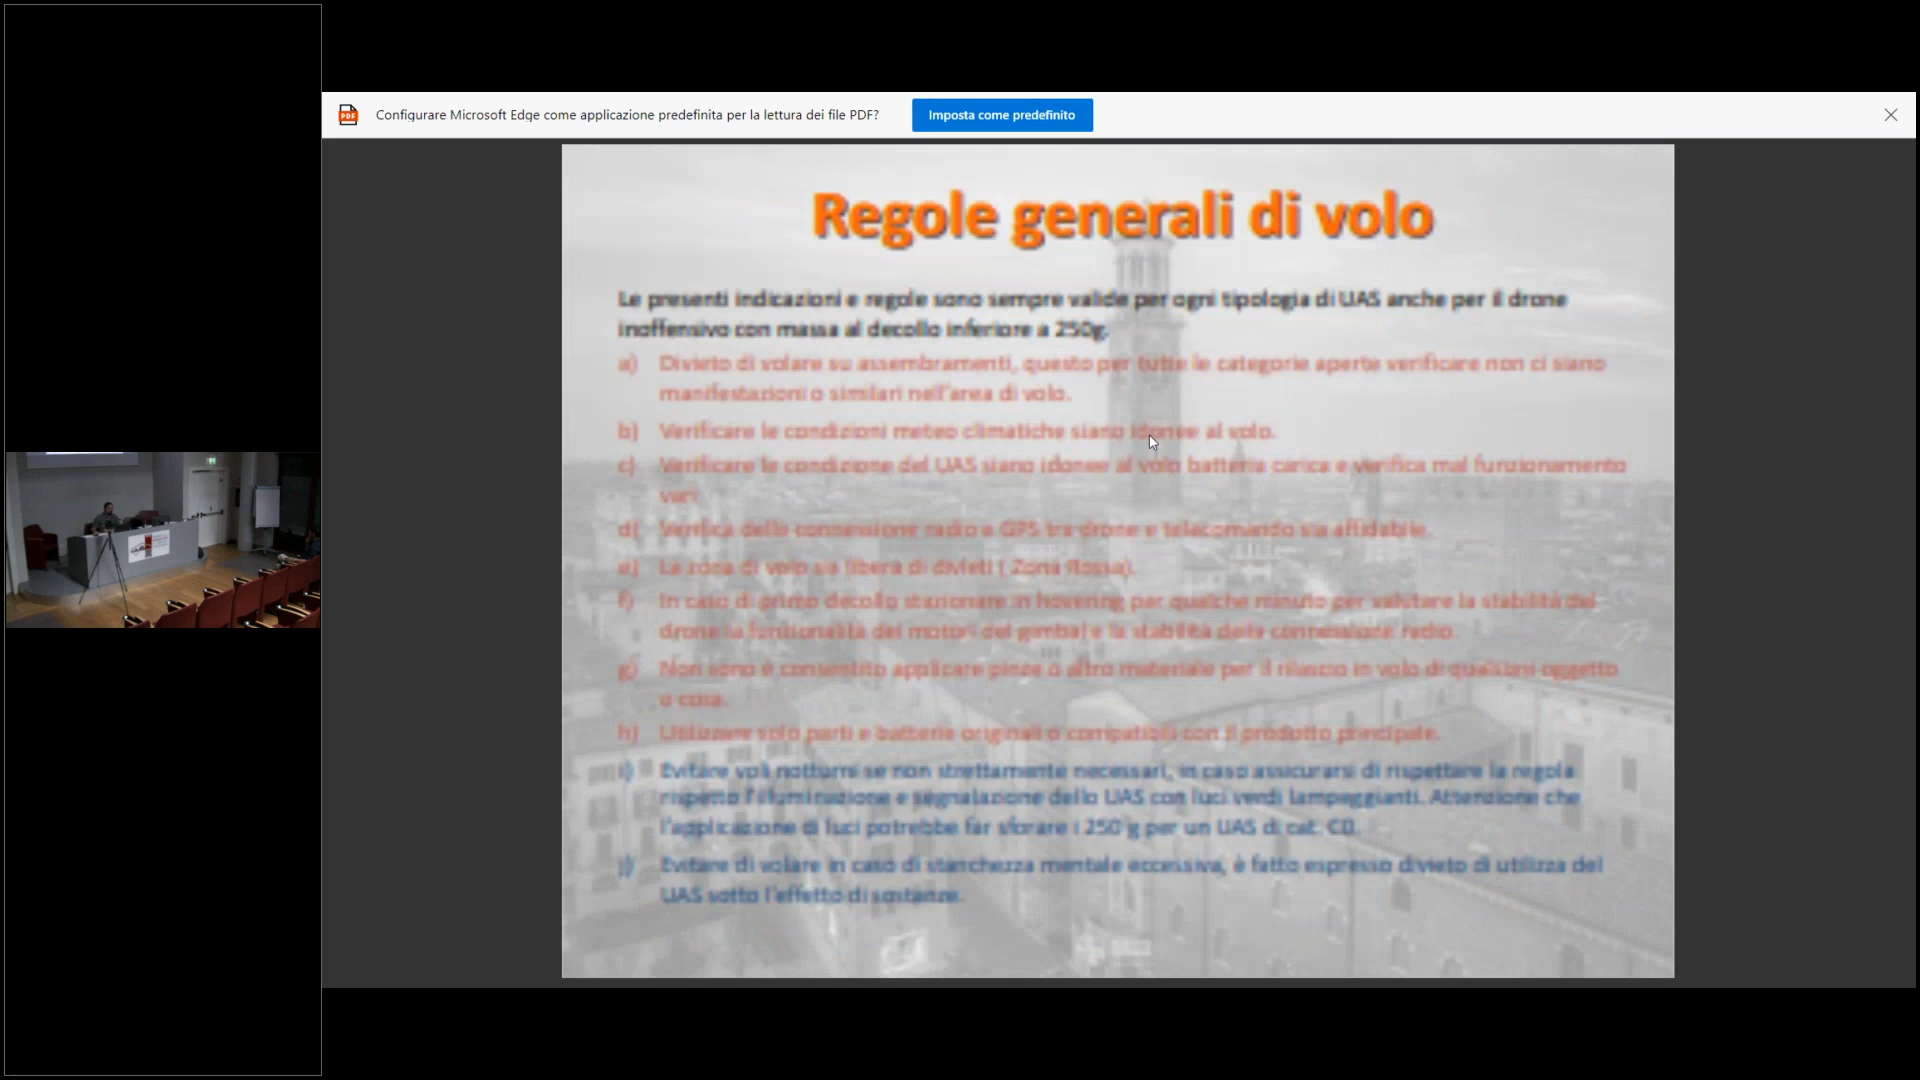 Configurare Microsoft Edge come applicazione predefinita per la lettura dei file PDF?
Imposta come predefinito
Regole generali di volo
Le presenti indicazioni e regole sono sempre valide per ogni tipologia di UAS anche per il drone
inoffensivo con massa al decollo inferiore a 250g.
a) Divieto di volare su assembramenti, questo per tutte le categorie aperte verificare non ci siano
manifestazioni o similari nell'area di volo.
b) Verificare le condizioni meteo climatiche siano idonee al volo.
c) Verificare le condizione del UAS siano idonee al volo batteria carica e verifica mal funzionamento
vari
d) Verifica della connessione radio e GPS tra drone e telecomando sia affidabile.
e) La zona di volo sia libera di divieti ( Zona Rossa).
f) In caso di primo decollo stazionare in hovering per qualche minuto per valutare la stabilità del
drone la funzionalità dei motori del gimbal e la stabilità della connessione radio.
g) Non sono è consentito applicare pinze o altro materiale per il rilascio in volo di qualsiasi oggetto
o cosa.
h) Utilizzare solo parti e batterie originali o compatibili con il prodotto principale.
i) Evitare voli notturni se non strettamente necessari, in caso assicurarsi di rispettare la regola
rispetto l'illuminazione e segnalazione dello UAS con luci verdi lampeggianti. Attenzione che
l'applicazione di luci potrebbe far sforare i 250 g per un UAS di cat. C0.
j) Evitare di volare in caso di stanchezza mentale eccessiva, è fatto espresso divieto di utilizza del
UAS sotto l'effetto di sostanze.